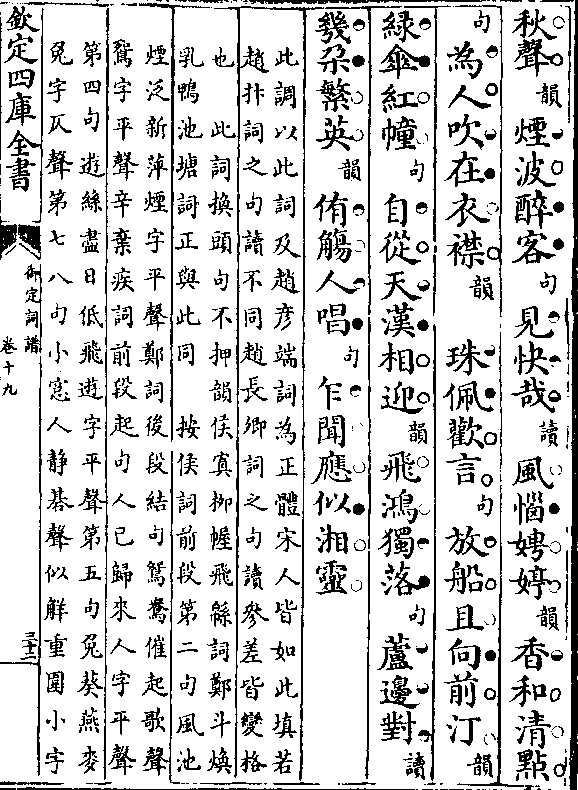 秋聲韻煙波醉客句見快哉讀風惱娉婷韻香和清㸃
句為人吹在衣襟韻珠佩歡言句放船且向前汀韻
綠傘紅幢句自從天漢相迎韻飛鴻獨落句蘆邊對讀
幾朶繁英韻侑觴人唱句乍聞應似湘靈
此調以此詞及趙彦端詞為正體宋人皆如此填若
趙抃詞之句讀不同趙長卿詞之句讀參差皆變格
也此詞換頭句不押韻侯寘柳幄飛緜詞鄭斗煥
乳鴨池塘詞正與此同按侯詞前段第二句風池
煙泛新萍煙字平聲鄭詞後段結句鴛鴦催起歌聲
鴛字平聲辛棄疾詞前段起句人已歸來人字平聲
第四句遊絲盡日低飛遊字平聲第五句兔葵燕麥
兔字仄聲第七八句小窓人静棊聲似解重圍小字
欽定四庫全書
御定詞譜
卷十九
三十二